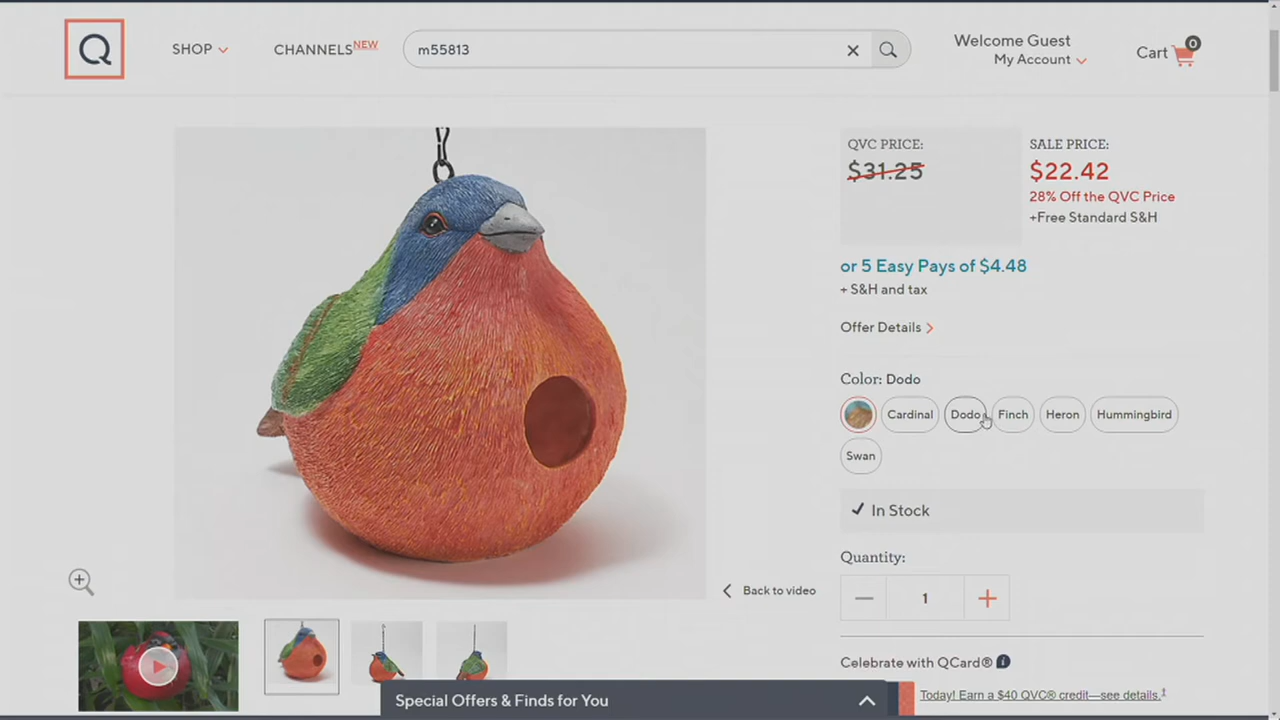 Q
SHOP
CHANNELS NEW
m55813
Welcome Guest
My Account
Cart 0
QVC PRICE:
$31.25
SALE PRICE:
$22.42
28% Off the QVC Price
+Free Standard S&H
or 5 Easy Pays of $4.48
+ S&H and tax
Offer Details
Color: Dodo
Cardinal
Dodo
Finch
Heron
Hummingbird
Swan
In Stock
Quantity:
1
Back to video
Celebrate with QCard®
Today! Earn a $40 QVC® credit—see details.‡
Special Offers & Finds for You